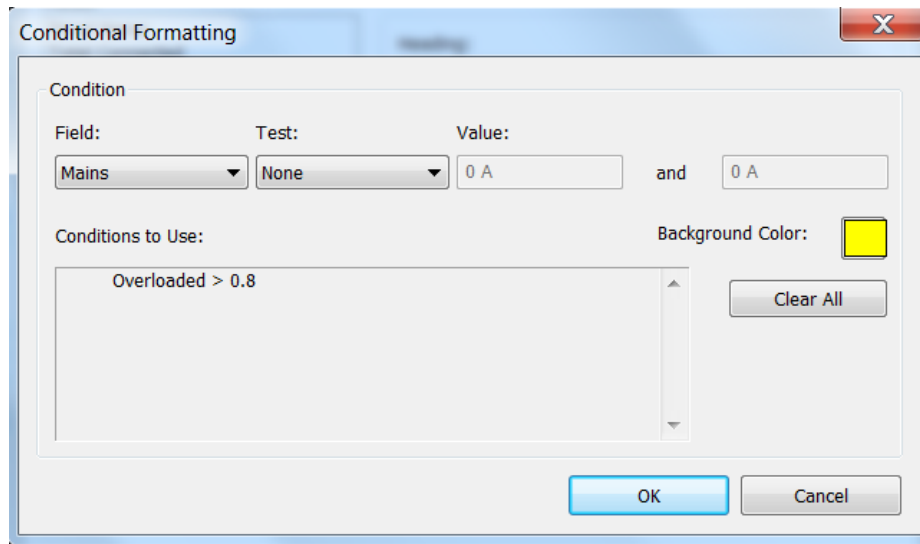 Conditional Formatting
Condition
Field: Test: Value:
Mains None 0 A and 0 A
Conditions to Use: Background Color:
Overloaded > 0.8
Clear All
OK Cancel